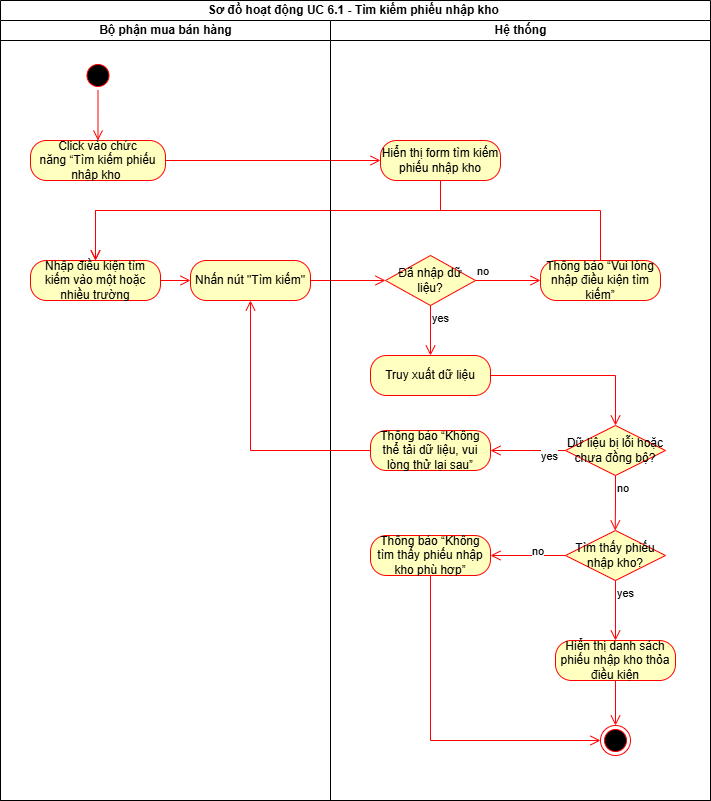 Sơ đồ hoạt động UC 6.1 - Tìm kiếm phiếu nhập kho
Bộ phận mua bán hàng
Hệ thống
Click vào chức
năng “Tìm kiếm phiếu
nhập kho
Hiển thị form tìm kiếm
phiếu nhập kho
Nhập điều kiện tìm
kiếm vào một hoặc
nhiều trường
Nhấn nút "Tìm kiếm"
Đã nhập dữ
liệu?
no
Thông báo “Vui lòng
nhập điều kiện tìm
kiếm”
yes
Truy xuất dữ liệu
Thông báo “Không
thể tải dữ liệu, vui
lòng thử lại sau”
yes
Dữ liệu bị lỗi hoặc
chưa đồng bộ?
no
Thông báo “Không
tìm thấy phiếu nhập
kho phù hợp”
no
Tìm thấy phiếu
nhập kho?
yes
Hiển thị danh sách
phiếu nhập kho thỏa
điều kiện